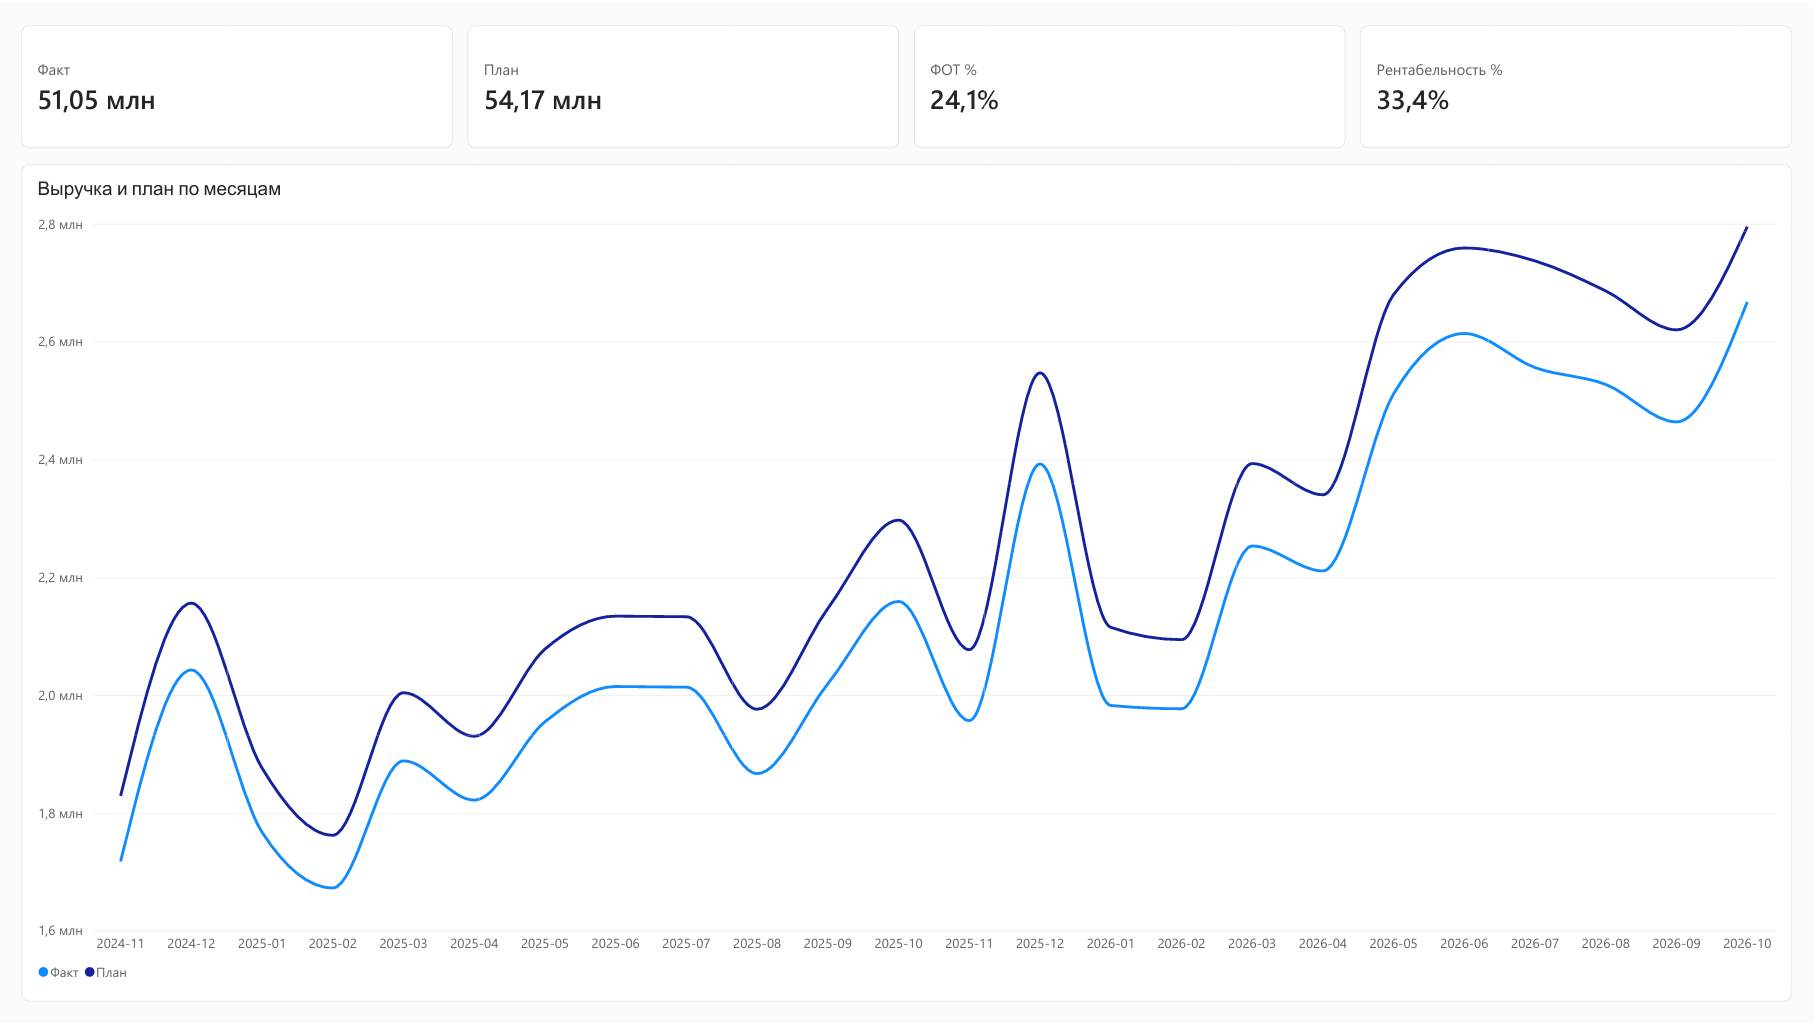 Факт
51,05 млн
План
54,17 млн
ФОТ %
24,1%
Рентабельность %
33,4%
Выручка и план по месяцам
2,8 млн
2,6 млн
2,4 млн
2,2 млн
2,0 млн
1,8 млн
1,6 млн
2024-11 2024-12 2025-01 2025-02 2025-03 2025-04 2025-05 2025-06 2025-07 2025-08 2025-09 2025-10 2025-11 2025-12 2026-01 2026-02 2026-03 2026-04 2026-05 2026-06 2026-07 2026-08 2026-09 2026-10
Факт План